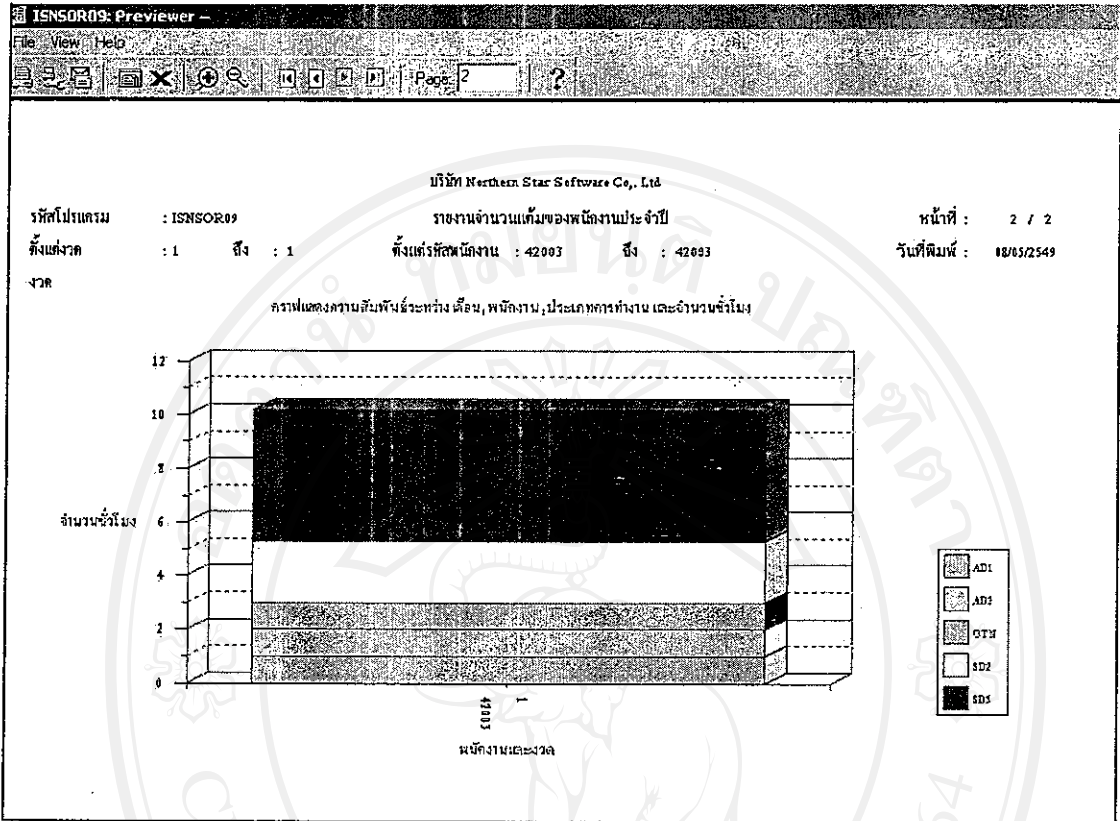 ISNSOR09: Previewer –
File View Help
Page: 2
?
บริษัท Northern Star Software Co,. Ltd
รหัสโปรแกรม : ISNSOR09 รายงานจำนวนแต้มของพนักงานประจำปี หน้าที่ : 2 / 2
ตั้งแต่งวด : 1 ถึง : 1 ตั้งแต่รหัสพนักงาน : 42003 ถึง : 42003 วันที่พิมพ์ : 08/05/2549
งวด
กราฟแสดงความสัมพันธ์ระหว่าง เดือน, พนักงาน, ประเภทการทำงาน และจำนวนชั่วโมง
12
10
8
จำนวนชั่วโมง 6
4
2
0
AD1
OTN
SD2
SD5
42003 1
พนักงานและงวด